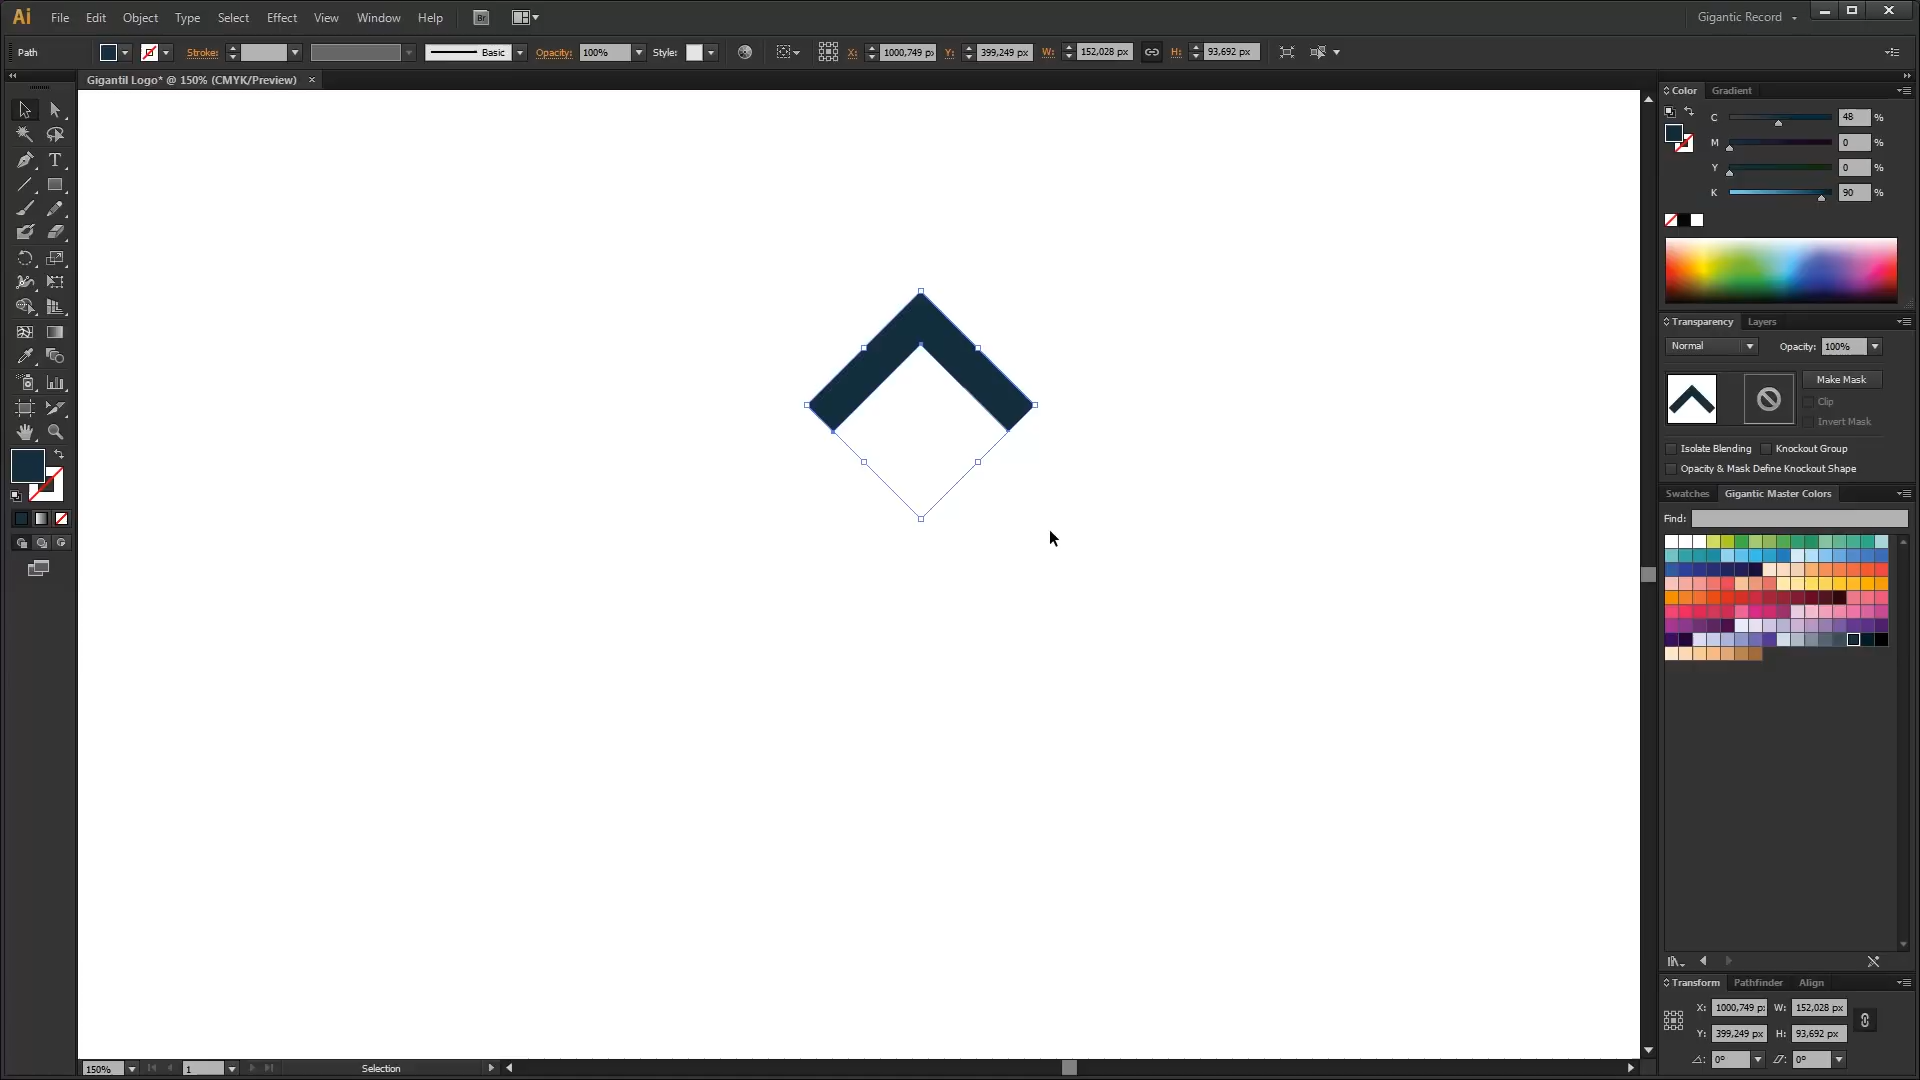 Ai File Edit Object Type Select Effect View Window Help Br Gigantic Record
Path Stroke: Basic Opacity: 100% Style: X: 1000,749 p Y: 399,249 px W: 152,028 px H: 93,692 px
Gigantil Logo* @ 150% (CMYK/Preview) ×
Color Gradient
C 48 %
M 0 %
Y 0 %
K 90 %
Transparency Layers
Normal Opacity: 100%
Make Mask
Clip
Invert Mask
Isolate Blending Knockout Group
Opacity & Mask Define Knockout Shape
Swatches Gigantic Master Colors
Find:
Transform Pathfinder Align
X: 1000,749 p W: 152,028 px
Y: 399,249 px H: 93,692 px
0° 0°
150% 1 Selection